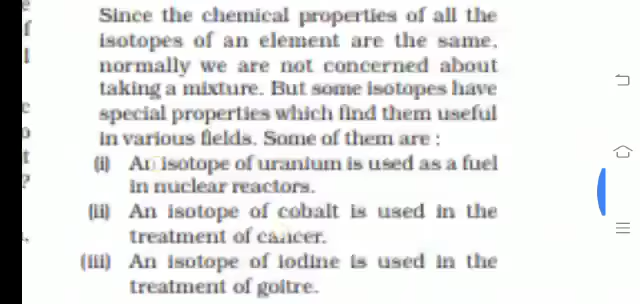 Since the chemical properties of all the
isotopes of an element are the same,
normally we are not concerned about
taking a mixture. But some isotopes have
special properties which find them useful
in various fields. Some of them are :
(i) An isotope of uranium is used as a fuel
in nuclear reactors.
(ii) An isotope of cobalt is used in the
treatment of cancer.
(iii) An isotope of iodine is used in the
treatment of goitre.